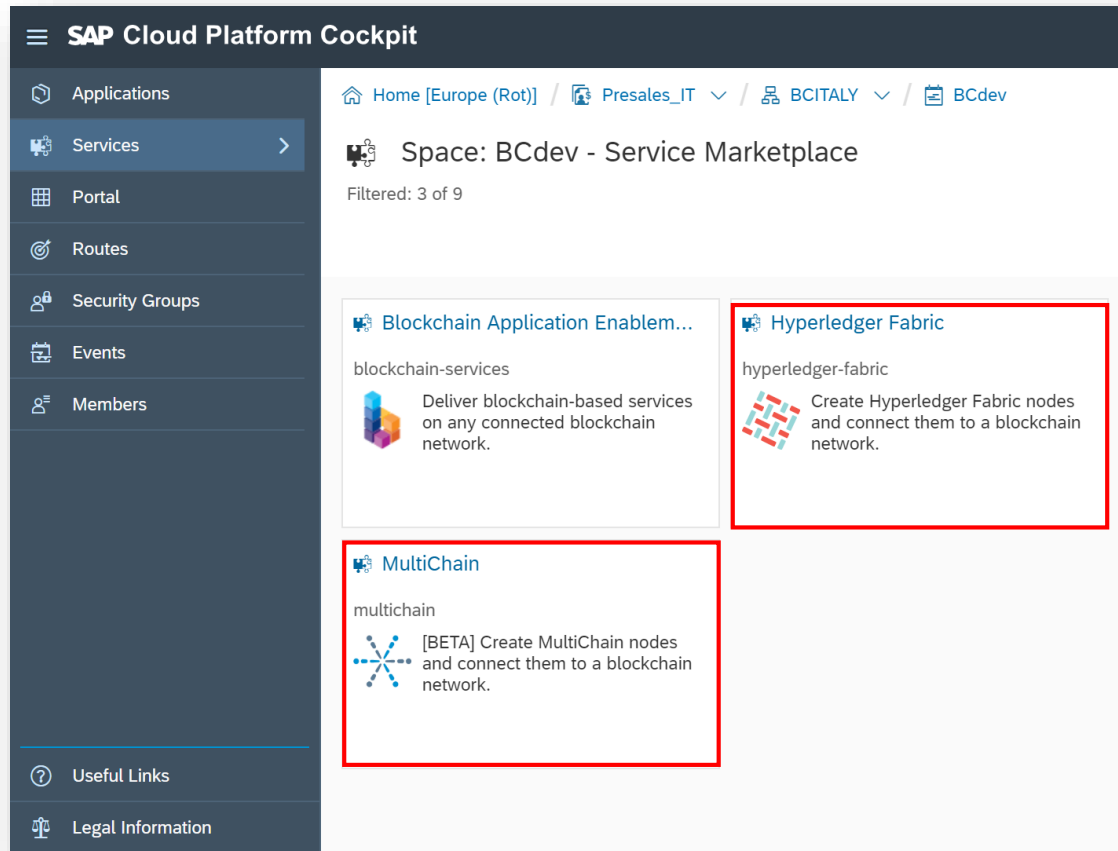 SAP Cloud Platform Cockpit
Applications
Services
Portal
Routes
Security Groups
Events
Members
Useful Links
Legal Information
Home [Europe (Rot)] / Presales_IT / BCITALY / BCdev
Space: BCdev - Service Marketplace
Filtered: 3 of 9
Blockchain Application Enablem...
blockchain-services
Deliver blockchain-based services
on any connected blockchain
network.
Hyperledger Fabric
hyperledger-fabric
Create Hyperledger Fabric nodes
and connect them to a blockchain
network.
MultiChain
multichain
[BETA] Create MultiChain nodes
and connect them to a blockchain
network.